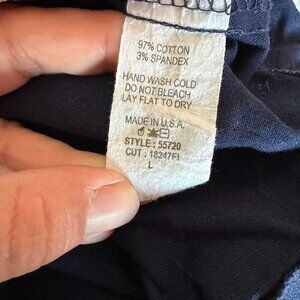 97% COTTON
3% SPANDEX
HAND WASH COLD
DO NOT BLEACH
LAY FLAT TO DRY
MADE IN U.S.A.
STYLE : 55720
CUT : 18247FI
L